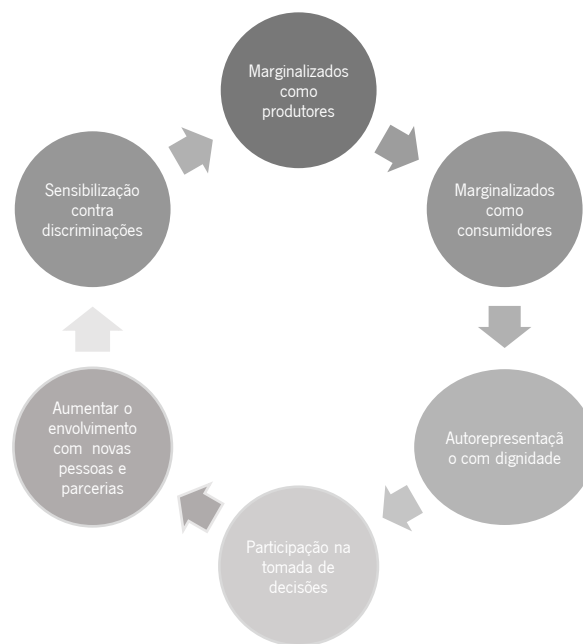 Marginalizados
como
produtores
Marginalizados
como
consumidores
Autorepresentaçã
o com dignidade
Participação na
tomada de
decisões
Aumentar o
envolvimento
com novas
pessoas e
parcerias
Sensibilização
contra
discriminações